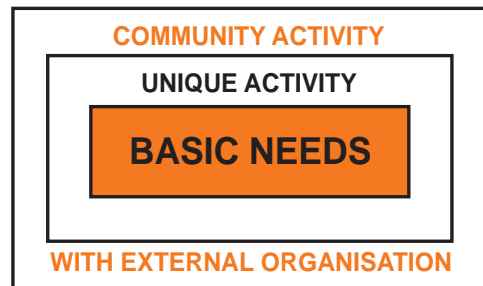 COMMUNITY ACTIVITY
UNIQUE ACTIVITY
BASIC NEEDS
WITH EXTERNAL ORGANISATION